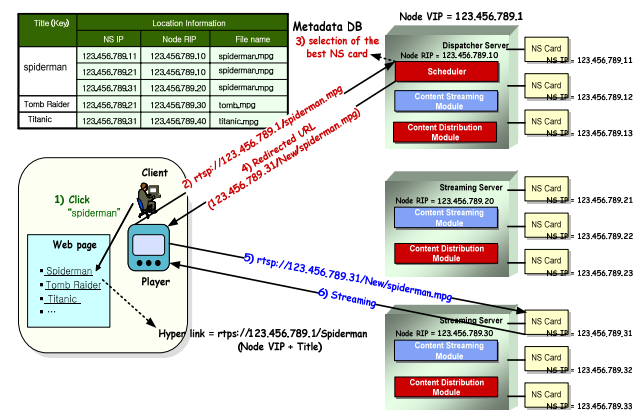 Title (Key)
Location Information
NS IP
Node RIP
File name
spiderman
123.456.789.11
123.456.789.10
spiderman.mpg
123.456.789.21
123.456.789.10
spiderman.mpg
123.456.789.31
123.456.789.20
spiderman.mpg
Tomb Raider
123.456.789.21
123.456.789.30
tomb.mpg
Titanic
123.456.789.31
123.456.789.40
titanic.mpg
Metadata DB
3) selection of the
best NS card
Node VIP = 123.456.789.1
Dispatcher Server
Node RIP = 123.456.789.10
Scheduler
Content Streaming
Module
Content Distribution
Module
NS Card
NS IP = 123.456.789.11
NS Card
NS IP = 123.456.789.12
NS Card
NS IP = 123.456.789.13
2) rtsp://123.456.789.1/spiderman.mpg
4) Redirected URL
(123.456.789.31/New/spiderman.mpg)
Client
1) Click
"spiderman"
Web page
Spiderman
Tomb Raider
Titanic
...
Player
Hyper link = rtps://123.456.789.1/Spiderman
(Node VIP + Title)
5) rtsp://123.456.789.31/New/spiderman.mpg
6) Streaming
Streaming Server
Node RIP = 123.456.789.20
Content Streaming
Module
Content Distribution
Module
NS Card
NS IP = 123.456.789.21
NS Card
NS IP = 123.456.789.22
NS Card
NS IP = 123.456.789.23
Streaming Server
Node RIP = 123.456.789.30
Content Streaming
Module
Content Distribution
Module
NS Card
NS IP = 123.456.789.31
NS Card
NS IP = 123.456.789.32
NS Card
NS IP = 123.456.789.33